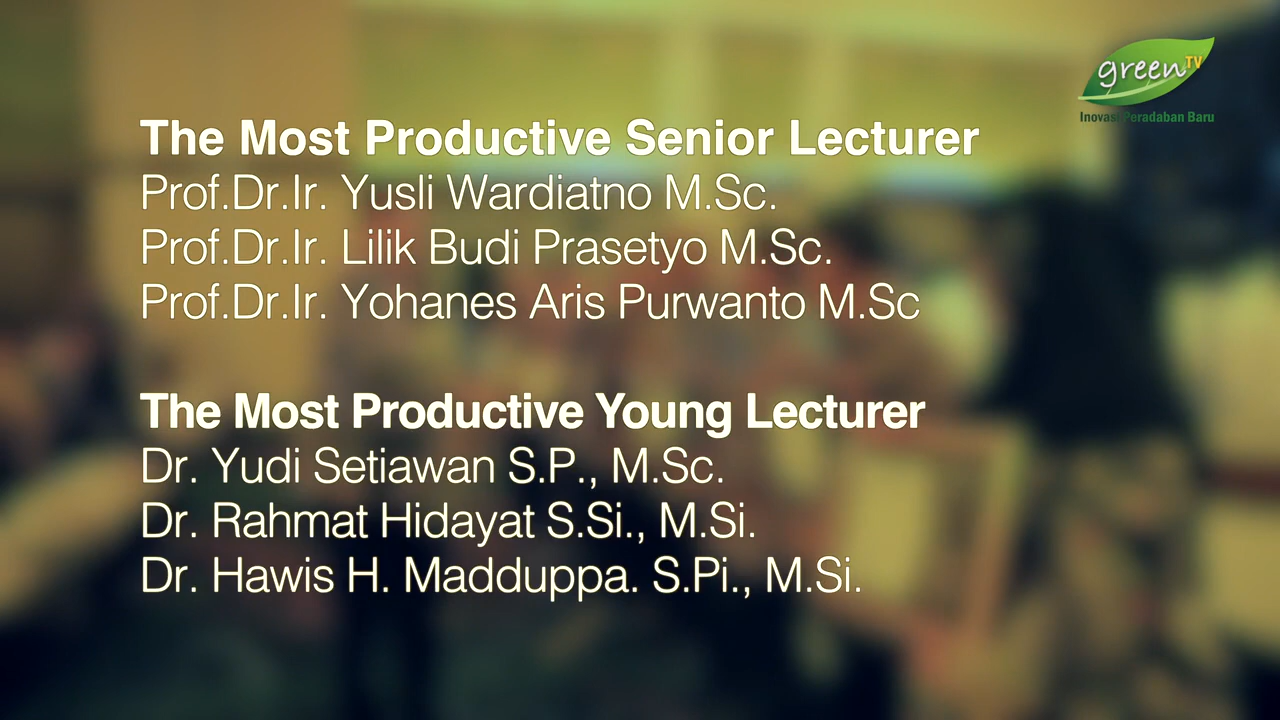 green TV
Inovasi Peradaban Baru
The Most Productive Senior Lecturer
Prof.Dr.Ir. Yusli Wardiatno M.Sc.
Prof.Dr.Ir. Lilik Budi Prasetyo M.Sc.
Prof.Dr.Ir. Yohanes Aris Purwanto M.Sc
The Most Productive Young Lecturer
Dr. Yudi Setiawan S.P., M.Sc.
Dr. Rahmat Hidayat S.Si., M.Si.
Dr. Hawis H. Madduppa. S.Pi., M.Si.